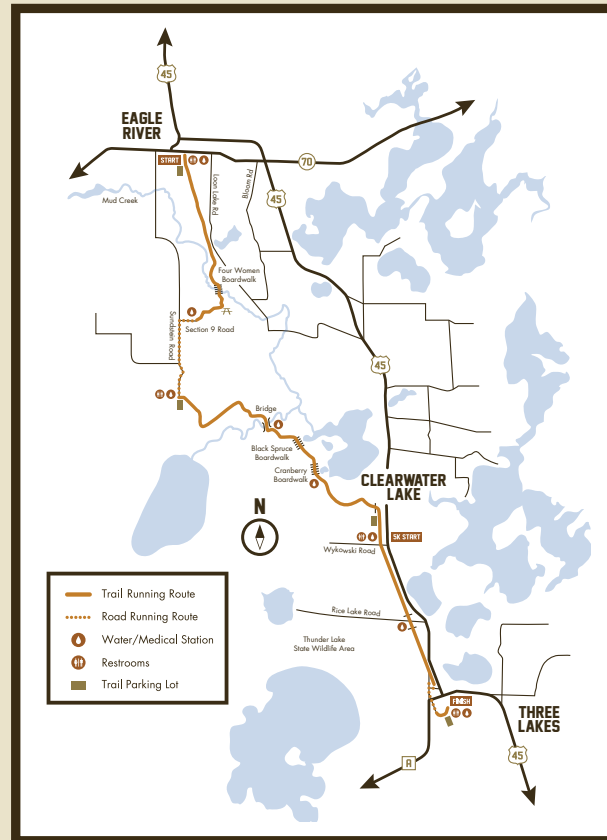 45
EAGLE
RIVER
START
70
Loon Lake Rd
Bloom Rd
45
Mud Creek
Four Women
Boardwalk
Section 9 Road
Sundstein Road
45
Bridge
Black Spruce
Boardwalk
Cranberry
Boardwalk
CLEARWATER
LAKE
N
5K START
Wykowski Road
Trail Running Route
Road Running Route
Water/Medical Station
Restrooms
Trail Parking Lot
Rice Lake Road
Thunder Lake
State Wildlife Area
FINISH
THREE
LAKES
45
A